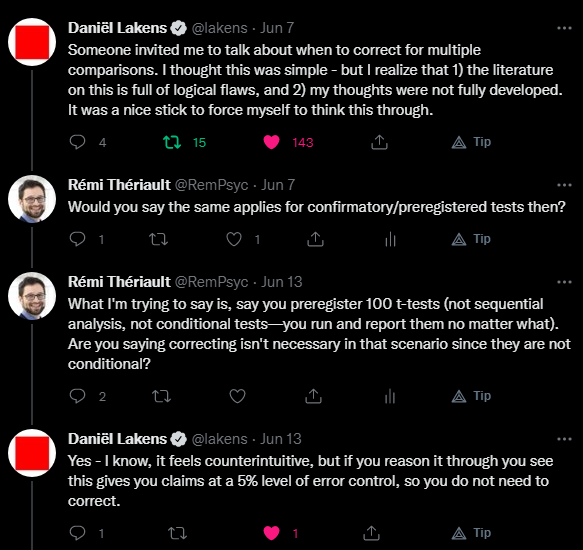 Daniël Lakens @lakens · Jun 7
Someone invited me to talk about when to correct for multiple
comparisons. I thought this was simple - but I realize that 1) the literature
on this is full of logical flaws, and 2) my thoughts were not fully developed.
It was a nice stick to force myself to think this through.
4 15 143 Tip
Rémi Thériault @RemPsyc · Jun 7
Would you say the same applies for confirmatory/preregistered tests then?
1 1 Tip
Rémi Thériault @RemPsyc · Jun 13
What I'm trying to say is, say you preregister 100 t-tests (not sequential
analysis, not conditional tests—you run and report them no matter what).
Are you saying correcting isn't necessary in that scenario since they are not
conditional?
2 Tip
Daniël Lakens @lakens · Jun 13
Yes - I know, it feels counterintuitive, but if you reason it through you see
this gives you claims at a 5% level of error control, so you do not need to
correct.
1 1 Tip